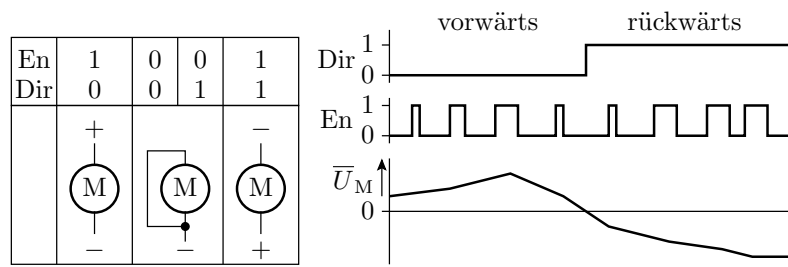 En 1 0 0 1
Dir 0 0 1 1
+ −
M M M
− − +
vorwärts rückwärts
Dir 1
0
En 1
0
U̅M
0